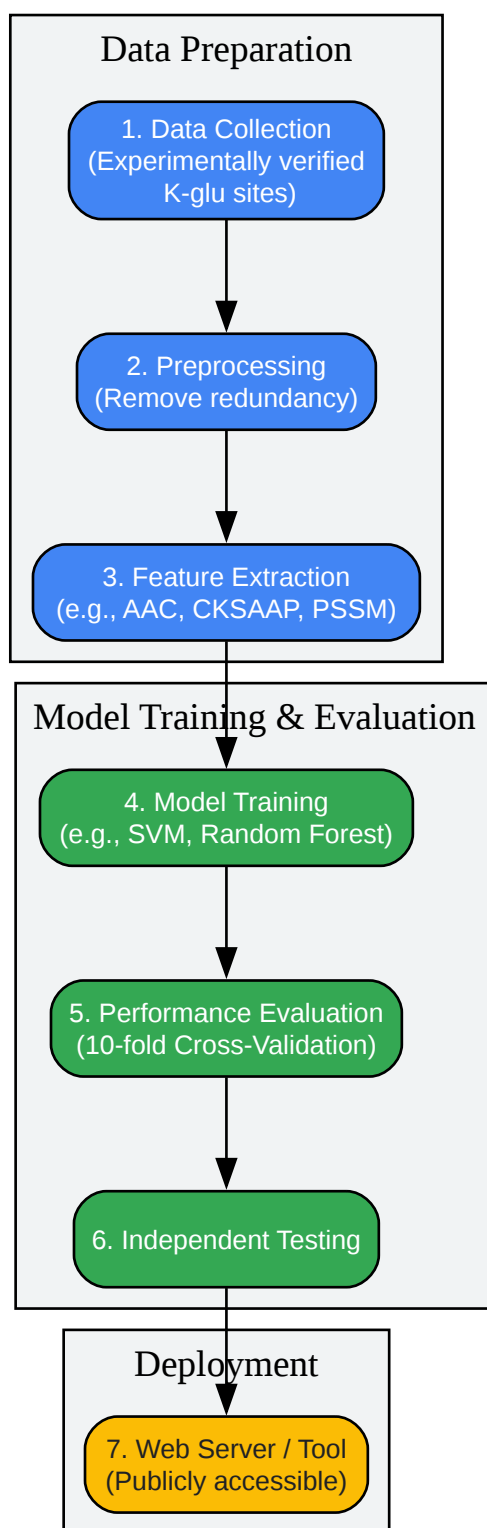 Data Preparation
1. Data Collection
(Experimentally verified
K-glu sites)
2. Preprocessing
(Remove redundancy)
3. Feature Extraction
(e.g., AAC, CKSAAP, PSSM)
Model Training & Evaluation
4. Model Training
(e.g., SVM, Random Forest)
5. Performance Evaluation
(10-fold Cross-Validation)
6. Independent Testing
Deployment
7. Web Server / Tool
(Publicly accessible)